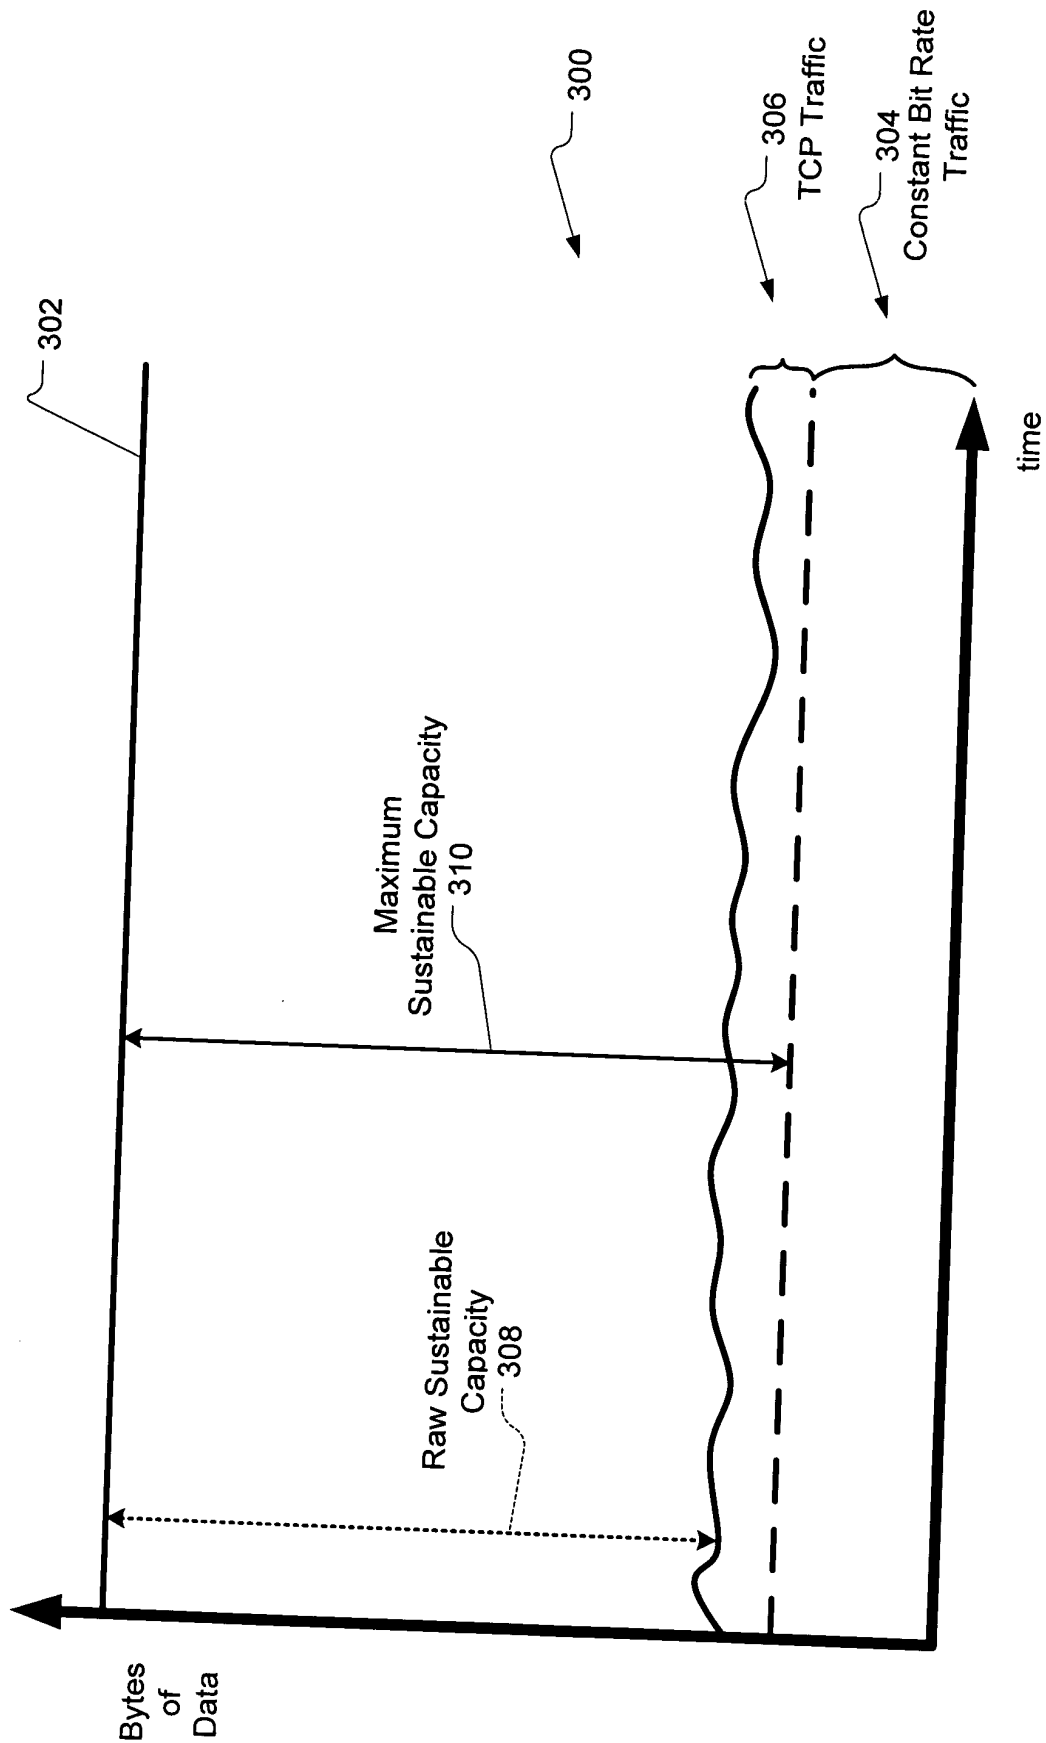 Bytes
of
Data
302
Raw Sustainable
Capacity
308
Maximum
Sustainable Capacity
310
300
306
TCP Traffic
304
Constant Bit Rate
Traffic
time